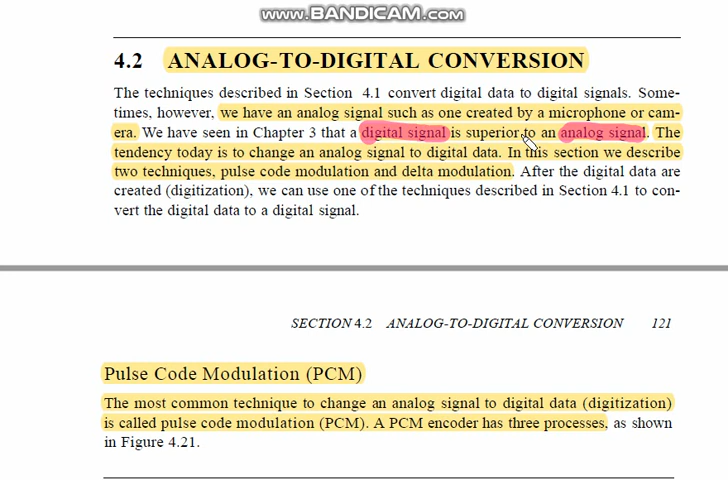 www.BANDICAM.com
4.2 ANALOG-TO-DIGITAL CONVERSION
The techniques described in Section 4.1 convert digital data to digital signals. Some-
times, however, we have an analog signal such as one created by a microphone or cam-
era. We have seen in Chapter 3 that a digital signal is superior to an analog signal. The
tendency today is to change an analog signal to digital data. In this section we describe
two techniques, pulse code modulation and delta modulation. After the digital data are
created (digitization), we can use one of the techniques described in Section 4.1 to con-
vert the digital data to a digital signal.
SECTION 4.2 ANALOG-TO-DIGITAL CONVERSION 121
Pulse Code Modulation (PCM)
The most common technique to change an analog signal to digital data (digitization)
is called pulse code modulation (PCM). A PCM encoder has three processes, as shown
in Figure 4.21.